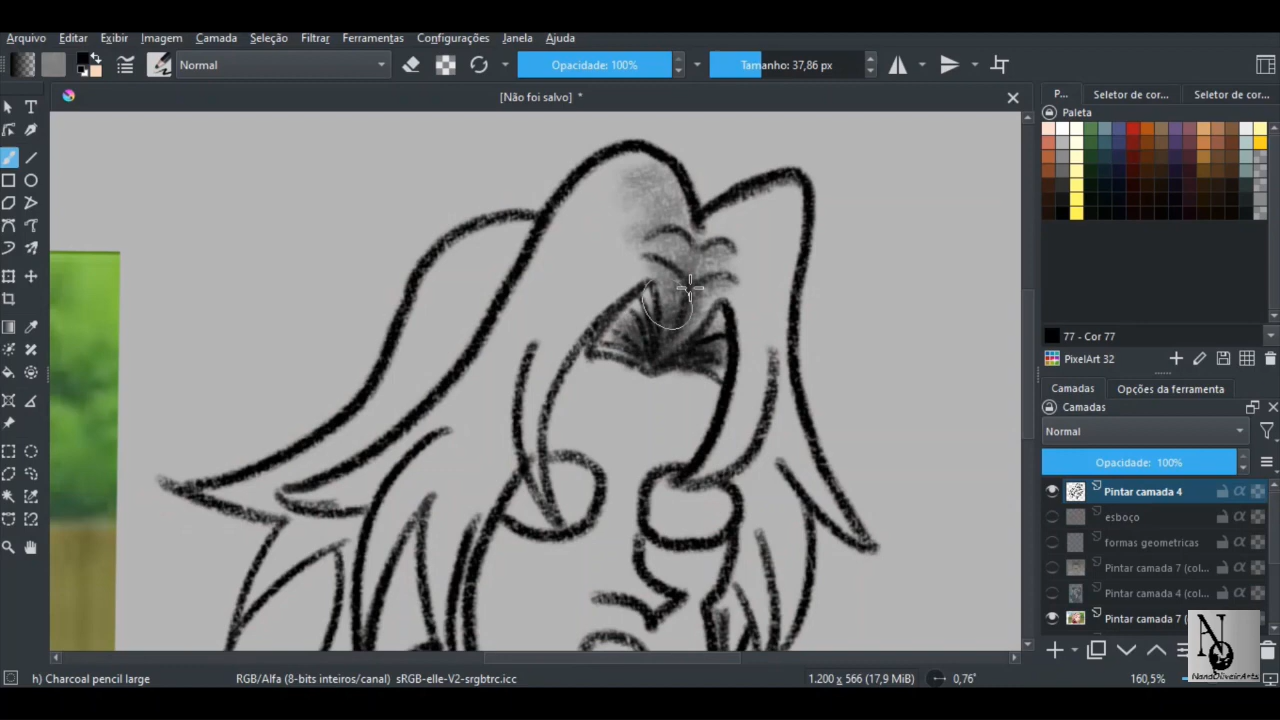 Arquivo Editar Exibir Imagem Camada Seleção Filtrar Ferramentas Configurações Janela Ajuda
Normal Opacidade: 100% Tamanho: 37,86 px
[Não foi salvo] *
P... Seletor de cor... Seletor de cor...
Paleta
77 - Cor 77
PixelArt 32
Camadas Opções da ferramenta
Camadas
Normal
Opacidade: 100%
Pintar camada 4
esboço
formas geometricas
Pintar camada 7 (col...
Pintar camada 4 (col...
Pintar camada 7
NandOliveirArts
h) Charcoal pencil large RGB/Alfa (8-bits inteiros/canal) sRGB-elle-V2-srgbtrc.icc 1.200 x 566 (17,9 MiB) 0,76° 160,5%